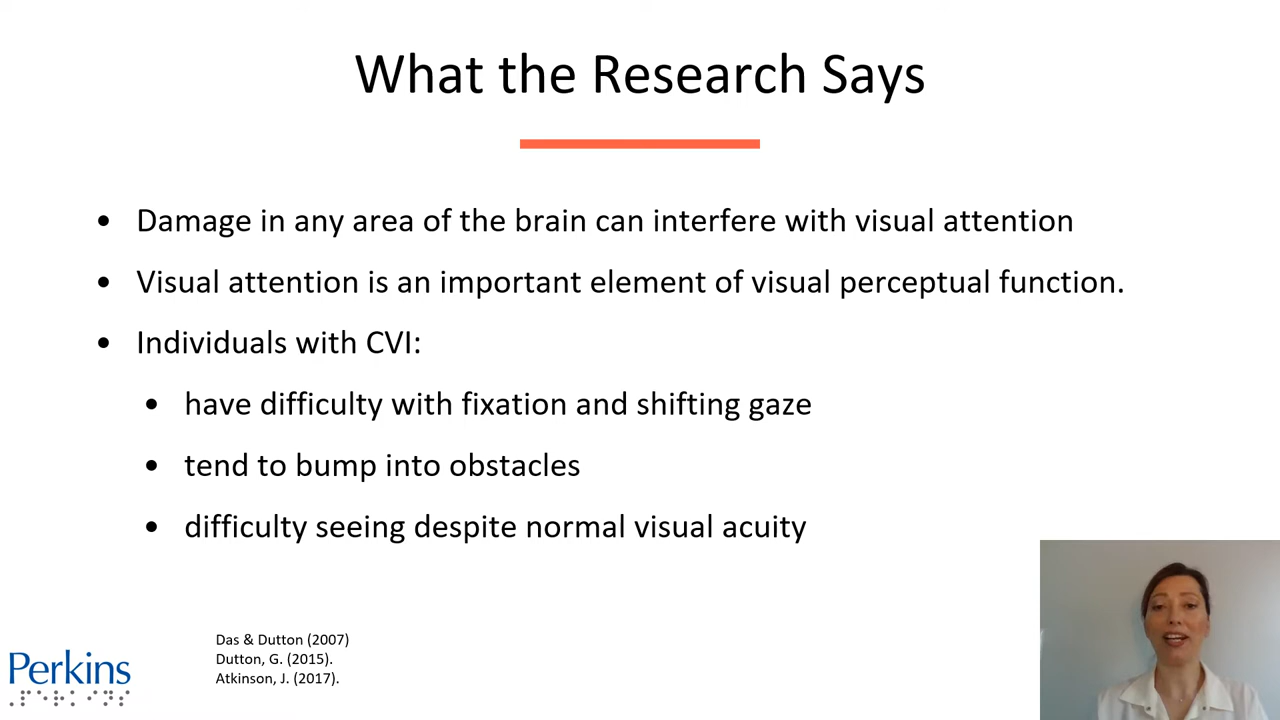 What the Research Says
• Damage in any area of the brain can interfere with visual attention
• Visual attention is an important element of visual perceptual function.
• Individuals with CVI:
• have difficulty with fixation and shifting gaze
• tend to bump into obstacles
• difficulty seeing despite normal visual acuity
Das & Dutton (2007)
Dutton, G. (2015).
Atkinson, J. (2017).
Perkins
⠠⠏⠑⠗⠅⠊⠝⠎